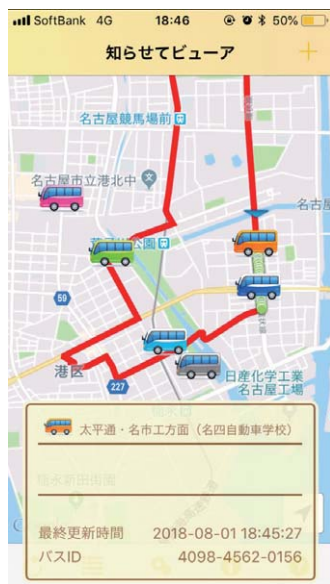 SoftBank 4G 18:46 50%
知らせてビューア
名古屋競馬場前
名古屋市立港北中
名古屋
公園
59
港区
227
日産化学工業
名古屋工場
太平通・名市工方面（名四自動車学校）
最終更新時間 2018-08-01 18:45:27
バスID 4098-4562-0156